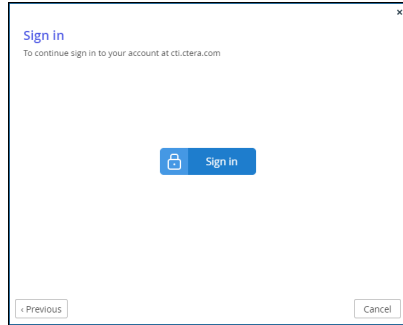 ×
Sign in
To continue sign in to your account at cti.ctera.com
Sign in
‹ Previous
Cancel